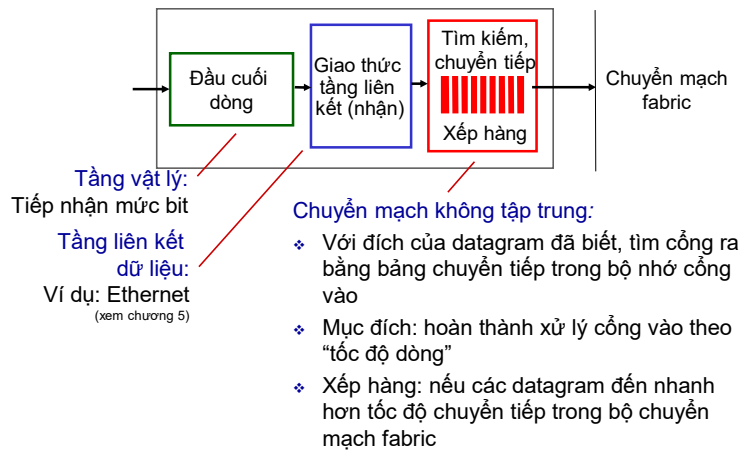 Đầu cuối
dòng
Giao thức
tầng liên
kết (nhận)
Tìm kiếm,
chuyển tiếp
Xếp hàng
Chuyển mạch
fabric
Tầng vật lý:
Tiếp nhận mức bit
Tầng liên kết
dữ liệu:
Ví dụ: Ethernet
(xem chương 5)
Chuyển mạch không tập trung:
Với đích của datagram đã biết, tìm cổng ra
bằng bảng chuyển tiếp trong bộ nhớ cổng
vào
Mục đích: hoàn thành xử lý cổng vào theo
“tốc độ dòng”
Xếp hàng: nếu các datagram đến nhanh
hơn tốc độ chuyển tiếp trong bộ chuyển
mạch fabric